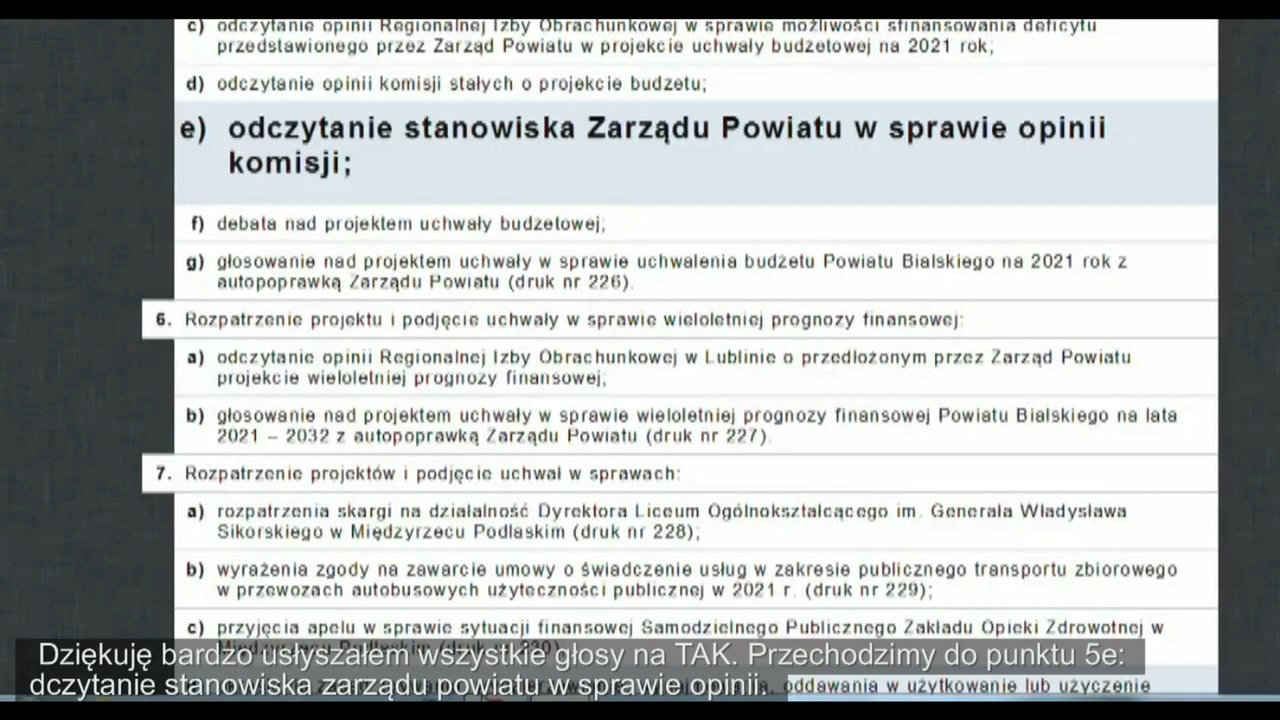 c) odczytanie opinii Regionalnej Izby Obrachunkowej w sprawie możliwości sfinansowania deficytu
przedstawionego przez Zarząd Powiatu w projekcie uchwały budżetowej na 2021 rok;
d) odczytanie opinii komisji stałych o projekcie budżetu;
e) odczytanie stanowiska Zarządu Powiatu w sprawie opinii
komisji;
f) debata nad projektem uchwały budżetowej;
g) głosowanie nad projektem uchwały w sprawie uchwalenia budżetu Powiatu Bialskiego na 2021 rok z
autopoprawką Zarządu Powiatu (druk nr 226).
6. Rozpatrzenie projektu i podjęcie uchwały w sprawie wieloletniej prognozy finansowej:
a) odczytanie opinii Regionalnej Izby Obrachunkowej w Lublinie o przedłożonym przez Zarząd Powiatu
projekcie wieloletniej prognozy finansowej;
b) głosowanie nad projektem uchwały w sprawie wieloletniej prognozy finansowej Powiatu Bialskiego na lata
2021 – 2032 z autopoprawką Zarządu Powiatu (druk nr 227).
7. Rozpatrzenie projektów i podjęcie uchwał w sprawach:
a) rozpatrzenia skargi na działalność Dyrektora Liceum Ogólnokształcącego im. Generała Władysława
Sikorskiego w Międzyrzecu Podlaskim (druk nr 228);
b) wyrażenia zgody na zawarcie umowy o świadczenie usług w zakresie publicznego transportu zbiorowego
w przewozach autobusowych użyteczności publicznej w 2021 r. (druk nr 229);
c) przyjęcia apelu w sprawie sytuacji finansowej Samodzielnego Publicznego Zakładu Opieki Zdrowotnej w
Dziękuję bardzo usłyszałem wszystkie głosy na TAK. Przechodzimy do punktu 5e:
dczytanie stanowiska zarządu powiatu w sprawie opinii.
oddawania w użytkowanie lub użyczenie